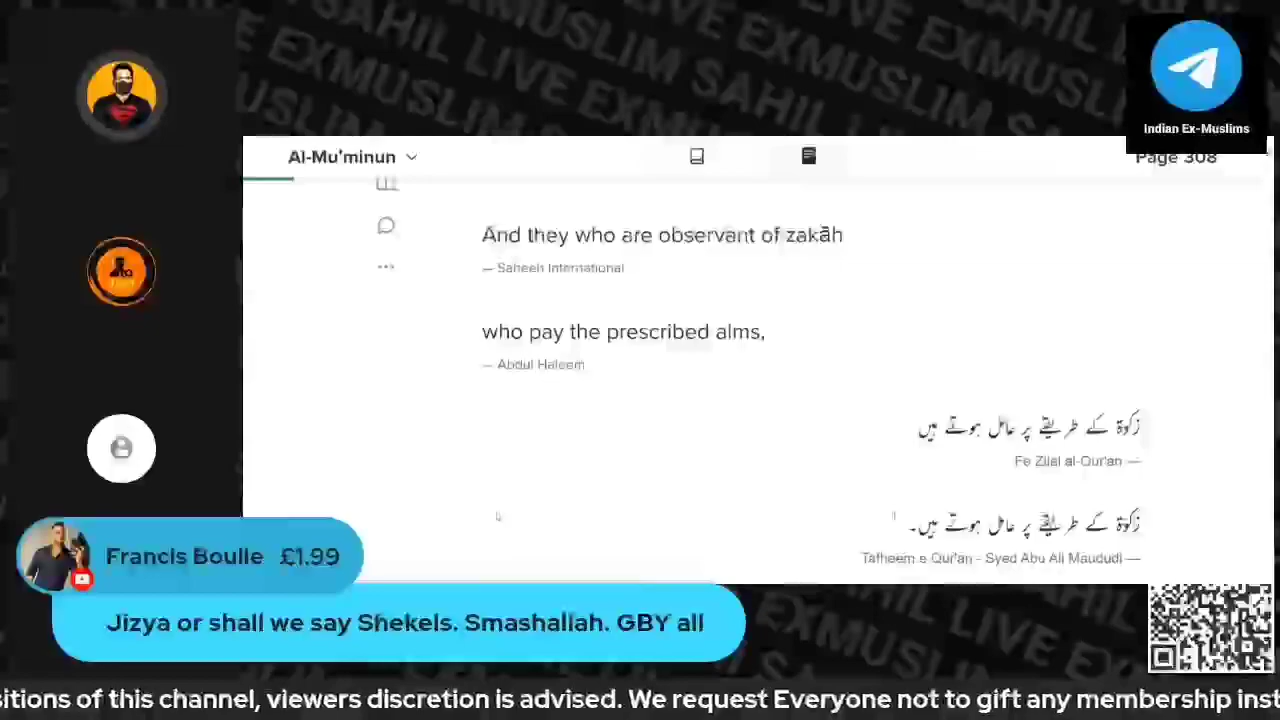 Indian Ex-Muslims
Al-Mu'minun
Page 308
And they who are observant of zakāh
— Saheeh International
who pay the prescribed alms,
— Abdul Haleem
زکوٰۃ کے طریقے پر عامل ہوتے ہیں
Fe Zilal al-Qur'an —
زکوٰۃ کے طریقے پر عامل ہوتے ہیں۔
Tafheem e Qur'an - Syed Abu Ali Maududi —
Francis Boulle £1.99
Jizya or shall we say Shekels. Smashallah. GBY all
sitions of this channel, viewers discretion is advised. We request Everyone not to gift any membership inst